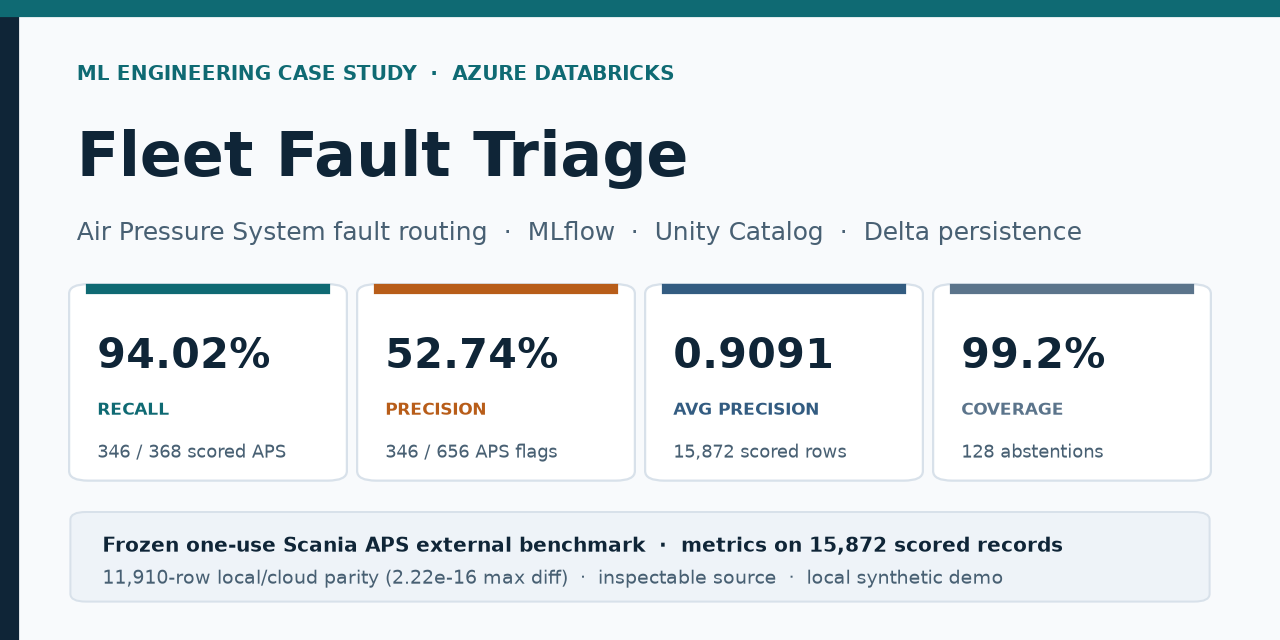 ML ENGINEERING CASE STUDY · AZURE DATABRICKS
Fleet Fault Triage
Air Pressure System fault routing · MLflow · Unity Catalog · Delta persistence
94.02%
RECALL
346 / 368 scored APS
52.74%
PRECISION
346 / 656 APS flags
0.9091
AVG PRECISION
15,872 scored rows
99.2%
COVERAGE
128 abstentions
Frozen one-use Scania APS external benchmark · metrics on 15,872 scored records
11,910-row local/cloud parity (2.22e-16 max diff) · inspectable source · local synthetic demo